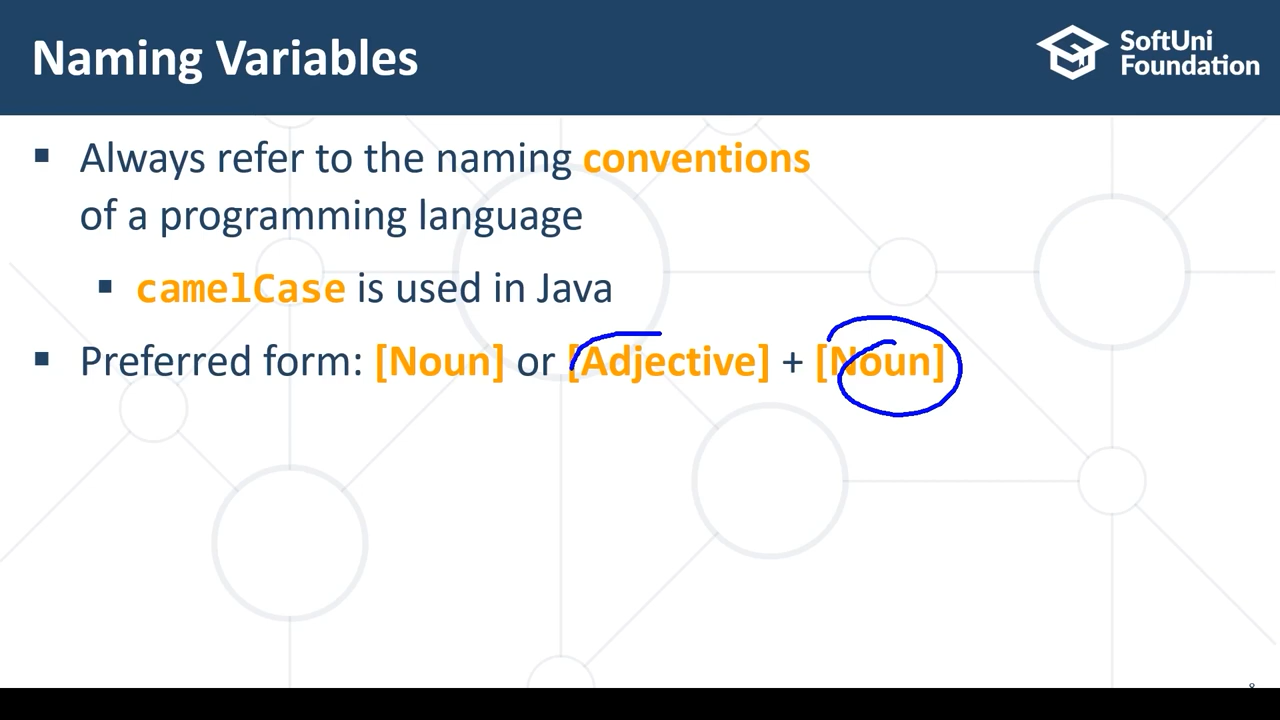 Naming Variables
SoftUni
Foundation
Always refer to the naming conventions
of a programming language
camelCase is used in Java
Preferred form: [Noun] or [Adjective] + [Noun]